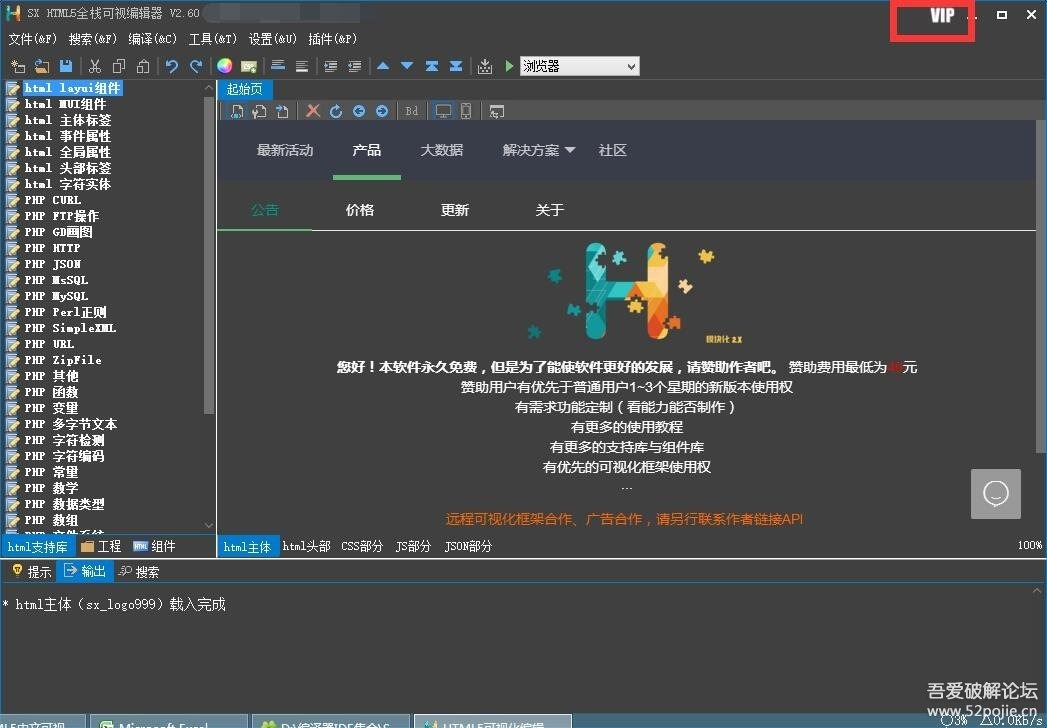 SX HTML5全栈可视编辑器 V2.60
VIP
文件(&F) 搜索(&F) 编译(&C) 工具(&T) 设置(&U) 插件(&P)
浏览器
html layui组件
html MUI组件
html 主体标签
html 事件属性
html 全局属性
html 头部标签
html 字符实体
PHP CURL
PHP FTP操作
PHP GD画图
PHP HTTP
PHP JSON
PHP MsSQL
PHP MySQL
PHP Perl正则
PHP SimpleXML
PHP URL
PHP ZipFile
PHP 其他
PHP 函数
PHP 变量
PHP 多字节文本
PHP 字符检测
PHP 字符编码
PHP 常量
PHP 数学
PHP 数据类型
PHP 数组
html支持库 工程 组件
起始页
Bd
最新活动 产品 大数据 解决方案 社区
公告 价格 更新 关于
模块化 2.X
您好！本软件永久免费，但是为了能使软件更好的发展，请赞助作者吧。 赞助费用最低为元
赞助用户有优先于普通用户1~3个星期的新版本使用权
有需求功能定制（看能力能否制作）
有更多的使用教程
有更多的支持库与组件库
有优先的可视化框架使用权
...
远程可视化框架合作、广告合作，请另行联系作者链接API
html主体 html头部 CSS部分 JS部分 JSON部分
100%
提示 输出 搜索
* html主体（sx_logo999）载入完成
吾爱破解论坛
www.52pojie.cn